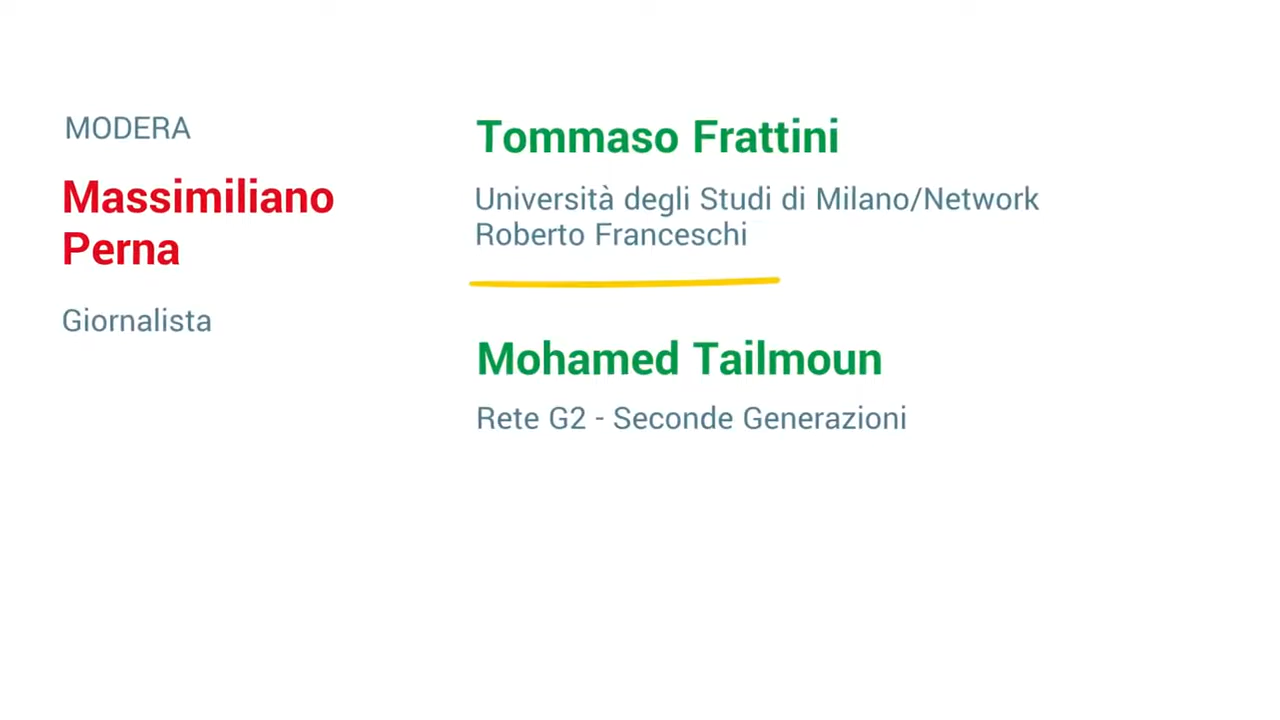 MODERA
Massimiliano
Perna
Giornalista
Tommaso Frattini
Università degli Studi di Milano/Network
Roberto Franceschi
Mohamed Tailmoun
Rete G2 - Seconde Generazioni